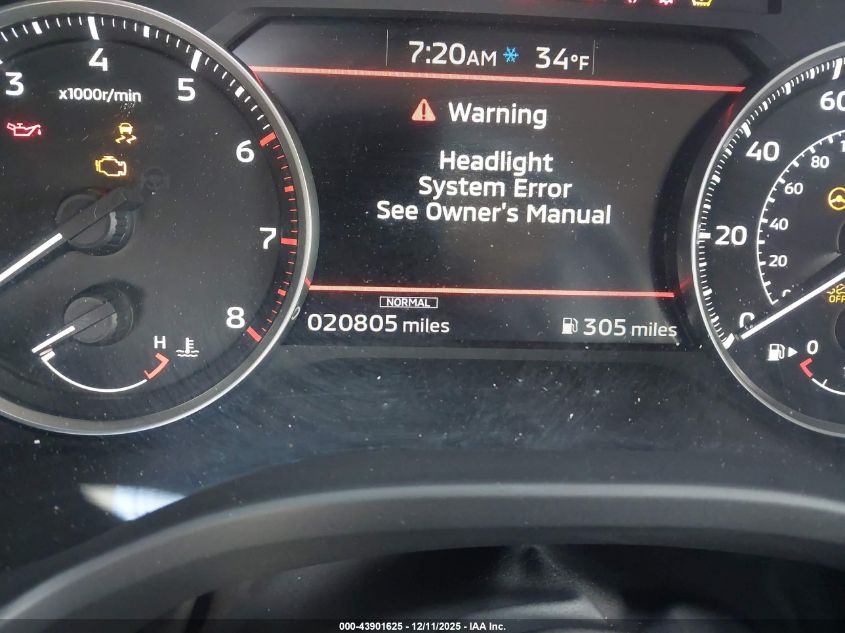 7:20AM 34°F
Warning
Headlight
System Error
See Owner's Manual
NORMAL
020805 miles
305 miles
3
4
5
6
7
8
x1000r/min
H
60
40
20
0
80
60
40
20
OFF
0
000-43901625 - 12/11/2025 - IAA Inc.